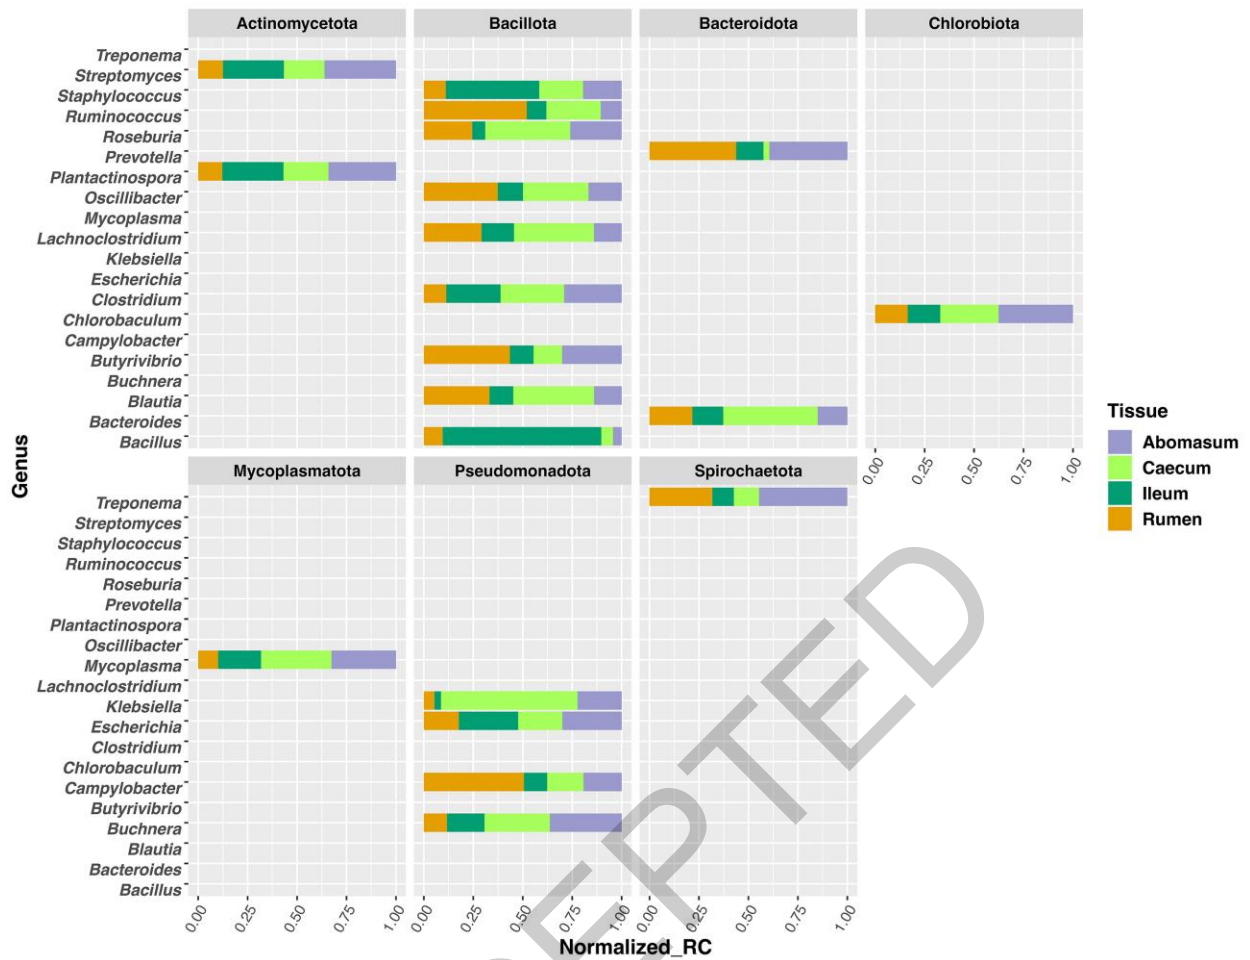 Actinomycetota Bacillota Bacteroidota Chlorobiota
Treponema
Streptomyces
Staphylococcus
Ruminococcus
Roseburia
Prevotella
Plantactinospora
Oscillibacter
Mycoplasma
Lachnoclostridium
Klebsiella
Escherichia
Clostridium
Chlorobaculum
Campylobacter
Butyrivibrio
Buchnera
Blautia
Bacteroides
Bacillus
0.00 0.25 0.50 0.75 1.00
Genus
Tissue
Abomasum
Caecum
Ileum
Rumen
Mycoplasmatota Pseudomonadota Spirochaetota
Treponema
Streptomyces
Staphylococcus
Ruminococcus
Roseburia
Prevotella
Plantactinospora
Oscillibacter
Mycoplasma
Lachnoclostridium
Klebsiella
Escherichia
Clostridium
Chlorobaculum
Campylobacter
Butyrivibrio
Buchnera
Blautia
Bacteroides
Bacillus
0.00 0.25 0.50 0.75 1.00 0.00 0.25 0.50 0.75 1.00 0.00 0.25 0.50 0.75 1.00
Normalized_RC
EPTED